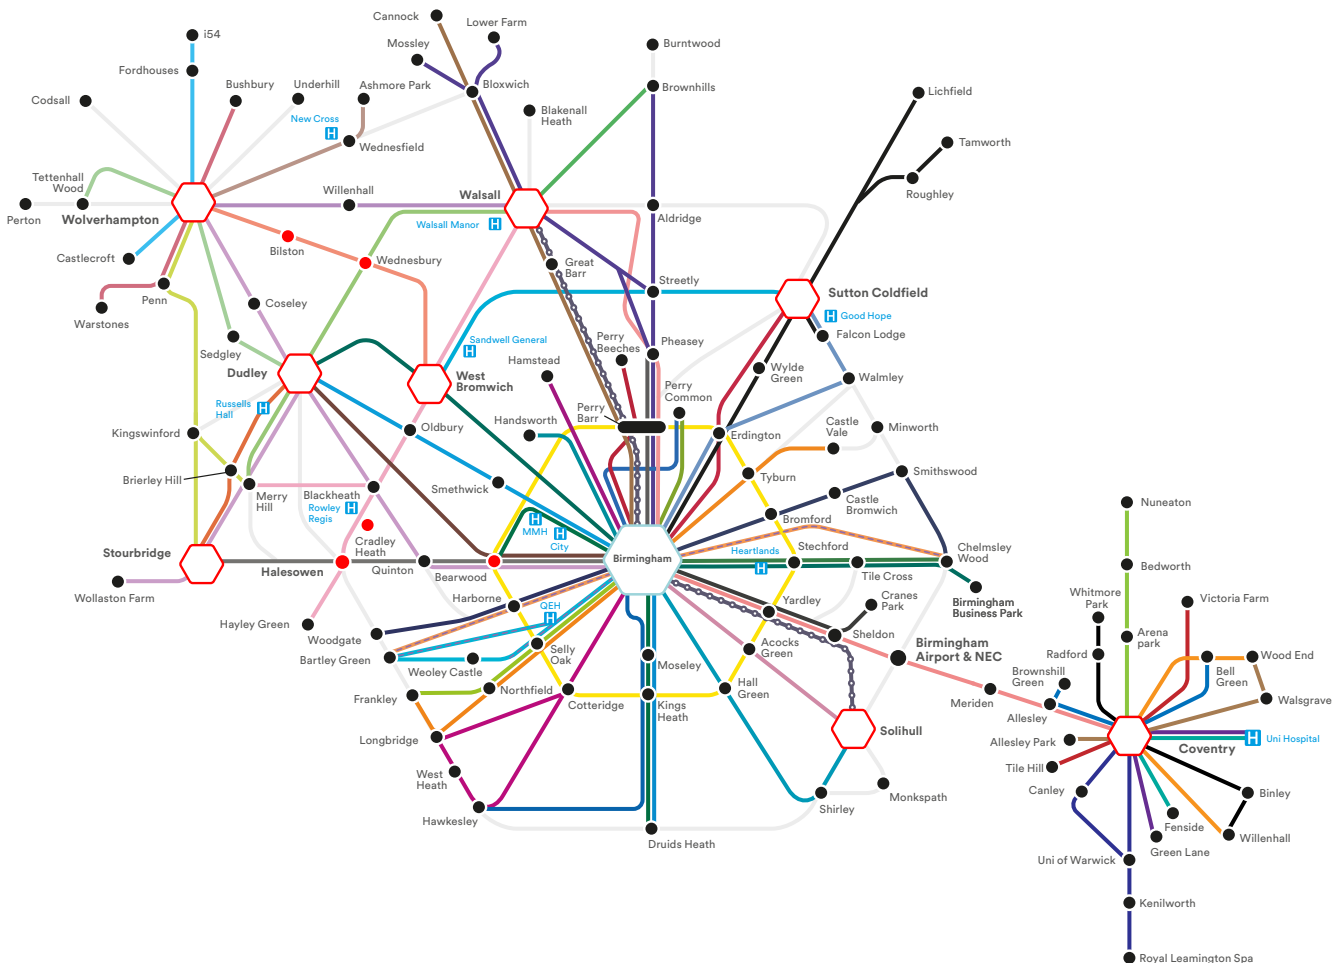 Cannock
Lower Farm
i54
Mossley
Burntwood
Fordhouses
Bushbury
Underhill
Ashmore Park
Bloxwich
Brownhills
Lichfield
Codsall
New Cross
H
Blakenall
Heath
Wednesfield
Tamworth
Tettenhall
Wood
Roughley
Willenhall
Walsall
Perton
Wolverhampton
Walsall Manor
H
Aldridge
Bilston
Castlecroft
Wednesbury
Great
Barr
Streetly
Sutton Coldfield
Penn
Coseley
H
Good Hope
Warstones
Falcon Lodge
Sedgley
Sandwell General
H
Perry
Beeches
Pheasey
Hamstead
Dudley
West
Bromwich
Wylde
Green
Walmley
Perry
Common
Russells
Hall
H
Perry
Barr
Handsworth
Kingswinford
Oldbury
Erdington
Castle
Vale
Minworth
Brierley Hill
Smethwick
Tyburn
Smithswood
Merry
Hill
Blackheath
Rowley
Regis
H
Castle
Bromwich
Nuneaton
MMH
H
H
City
Bromford
Cradley
Heath
Stourbridge
Birmingham
Heartlands
H
Stechford
Chelmsley
Wood
Halesowen
Quinton
Bearwood
Tile Cross
Bedworth
Wollaston Farm
Harborne
QEH
H
Yardley
Cranes
Park
Birmingham
Business Park
Whitmore
Park
Victoria Farm
Hayley Green
Woodgate
Sheldon
Birmingham
Airport & NEC
Arena
park
Bartley Green
Weoley Castle
Selly
Oak
Moseley
Acocks
Green
Radford
Wood End
Brownshill
Green
Bell
Green
Frankley
Northfield
Cotteridge
Kings
Heath
Hall
Green
Meriden
Allesley
Walsgrave
Longbridge
Solihull
Allesley Park
Coventry
H
Uni Hospital
West
Heath
Tile Hill
Hawkesley
Monkspath
Shirley
Canley
Binley
Fenside
Druids Heath
Willenhall
Green Lane
Uni of Warwick
Kenilworth
Royal Leamington Spa